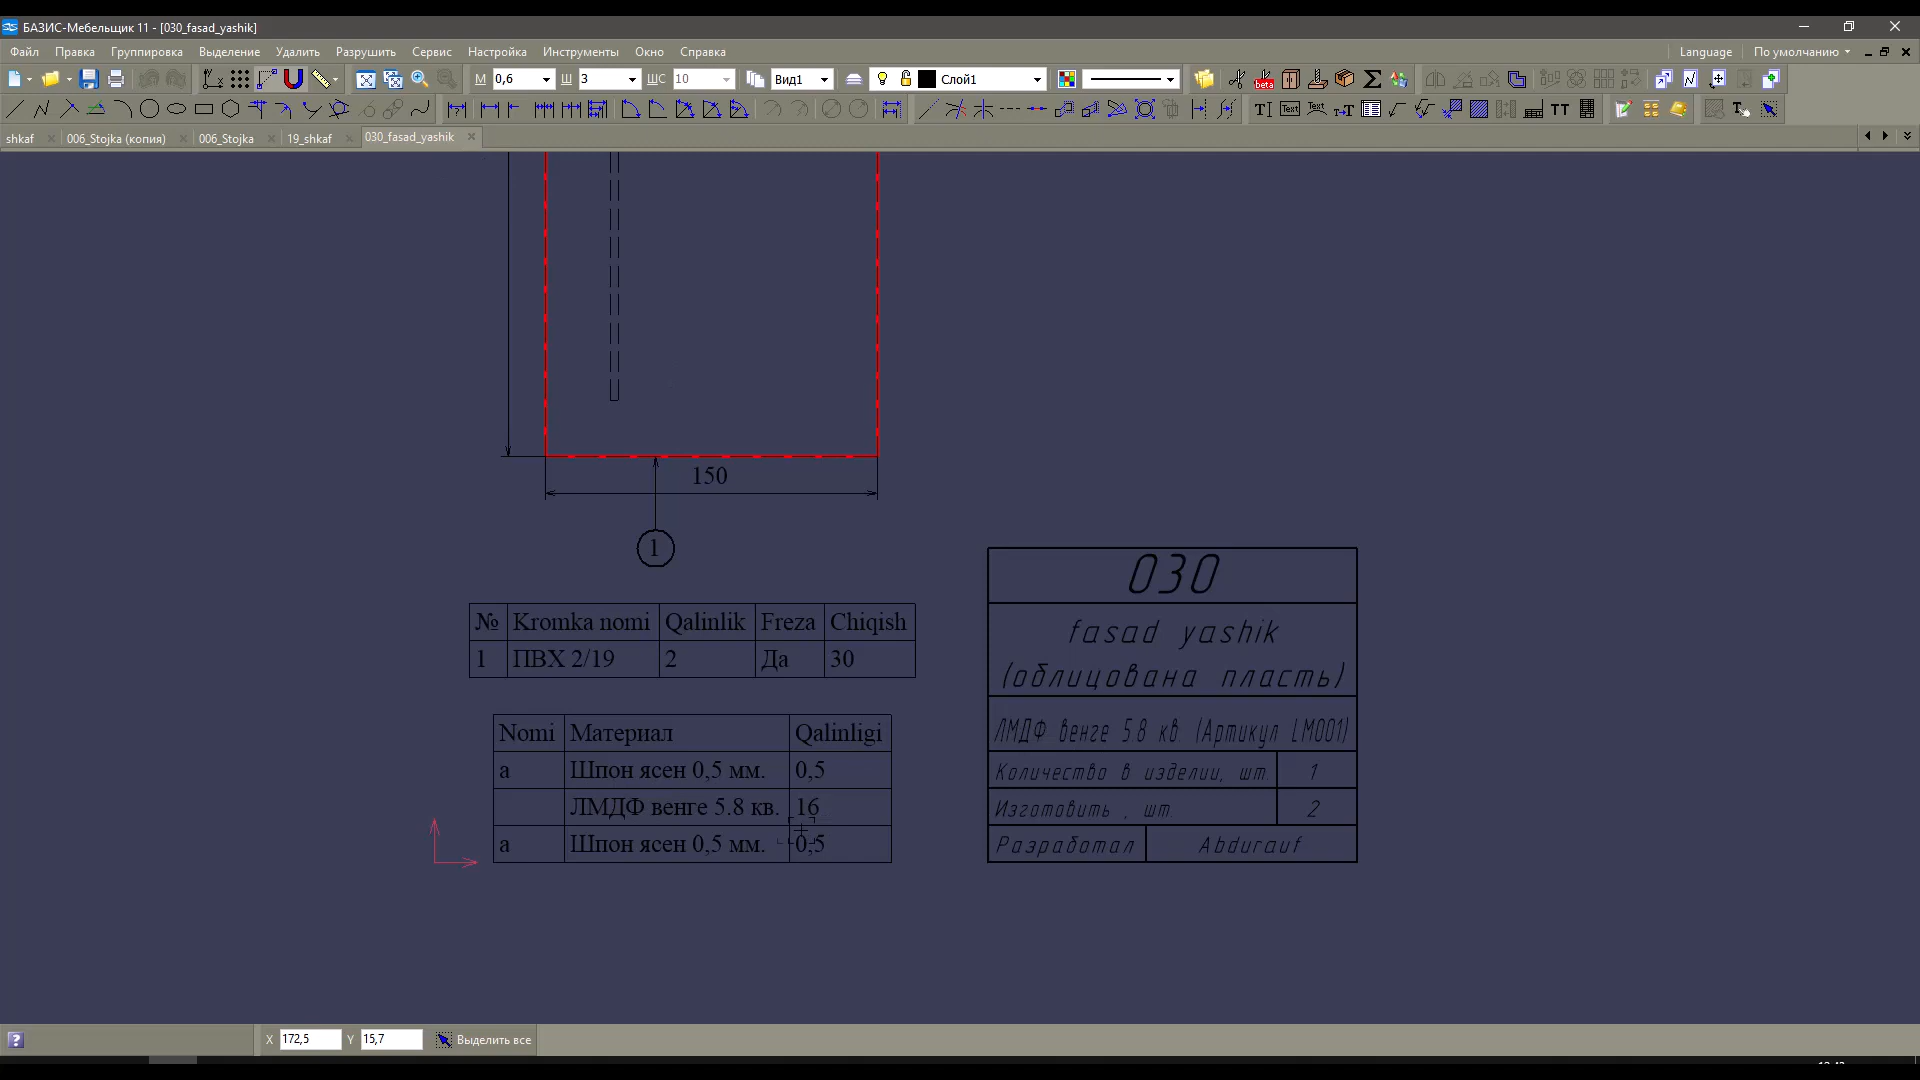 БАЗИС-Мебельщик 11 - [030_fasad_yashik]
Файл Правка Группировка Выделение Удалить Разрушить Сервис Настройка Инструменты Окно Справка Language По умолчанию
М 0,6 Ш 3 ШС 10 Вид1 Слой1
beta
Text Text T
shkaf 006_Stojka (копия) 006_Stojka 19_shkaf 030_fasad_yashik
150
1
№ Kromka nomi Qalinlik Freza Chiqish
1 ПВХ 2/19 2 Да 30
Nomi Материал Qalinligi
a Шпон ясен 0,5 мм. 0,5
ЛМДФ венге 5.8 кв. 16
a Шпон ясен 0,5 мм. 0,5
030
fasad yashik
(облицована пласть)
ЛМДФ венге 5.8 кв. (Артикул LM001)
Количество в изделии, шт. 1
Изготовить , шт. 2
Разработал Abdurauf
? X 172,5 Y 15,7 Выделить все